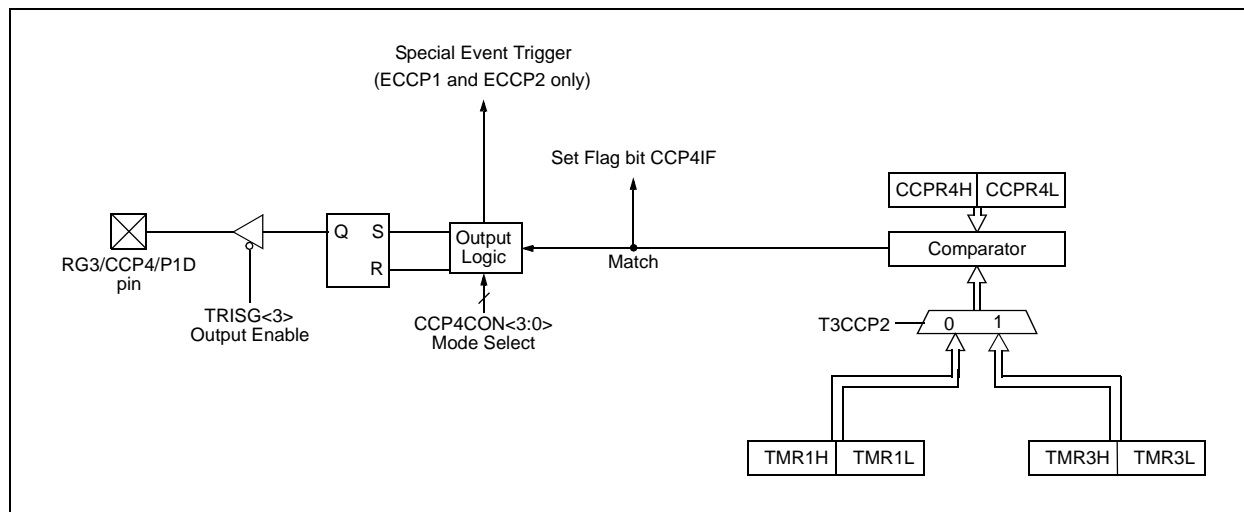 Special Event Trigger
(ECCP1 and ECCP2 only)
Set Flag bit CCP4IF
CCPR4H CCPR4L
Q S
R
Output
Logic
Comparator
Match
RG3/CCP4/P1D
pin
TRISG<3>
Output Enable
CCP4CON<3:0>
Mode Select
T3CCP2
0 1
TMR1H TMR1L
TMR3H TMR3L